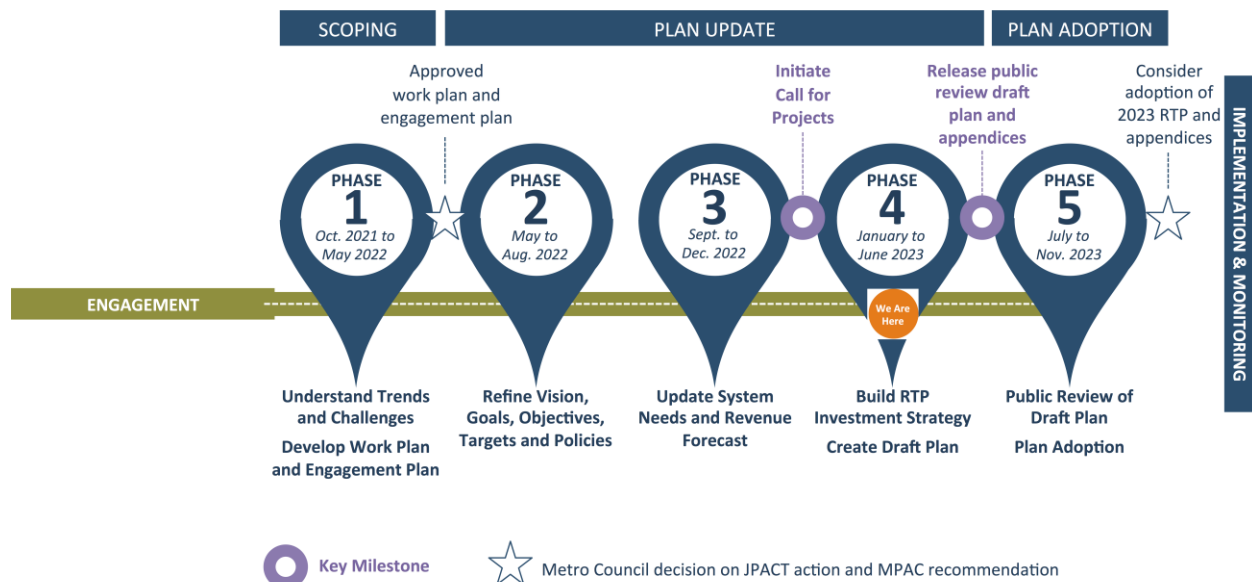 SCOPING
PLAN UPDATE
PLAN ADOPTION
Approved
work plan and
engagement plan
Initiate
Call for
Projects
Release public
review draft
plan and
appendices
Consider
adoption of
2023 RTP and
appendices
IMPLEMENTATION & MONITORING
PHASE
1
Oct. 2021 to
May 2022
PHASE
2
May to
Aug. 2022
PHASE
3
Sept. to
Dec. 2022
PHASE
4
January to
June 2023
PHASE
5
July to
Nov. 2023
ENGAGEMENT
We Are
Here
Understand Trends
and Challenges
Develop Work Plan
and Engagement Plan
Refine Vision,
Goals, Objectives,
Targets and Policies
Update System
Needs and Revenue
Forecast
Build RTP
Investment Strategy
Create Draft Plan
Public Review of
Draft Plan
Plan Adoption
Key Milestone
Metro Council decision on JPACT action and MPAC recommendation